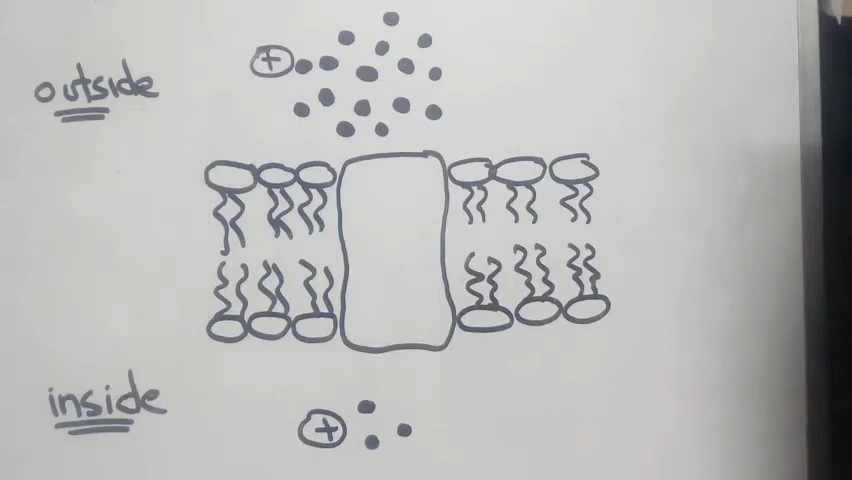 +
outside
inside
+